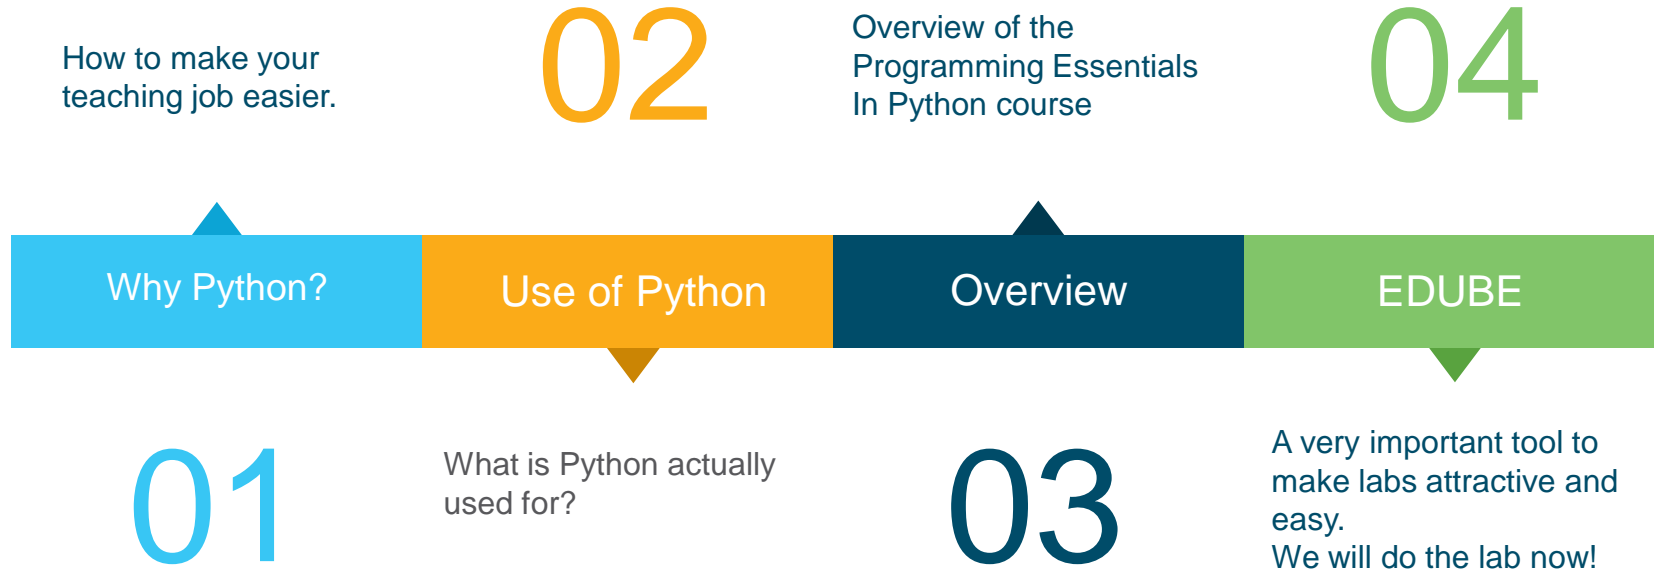 How to make your
teaching job easier.
02
Overview of the
Programming Essentials
In Python course
04
Why Python?
Use of Python
Overview
EDUBE
01
What is Python actually
used for?
03
A very important tool to
make labs attractive and
easy.
We will do the lab now!